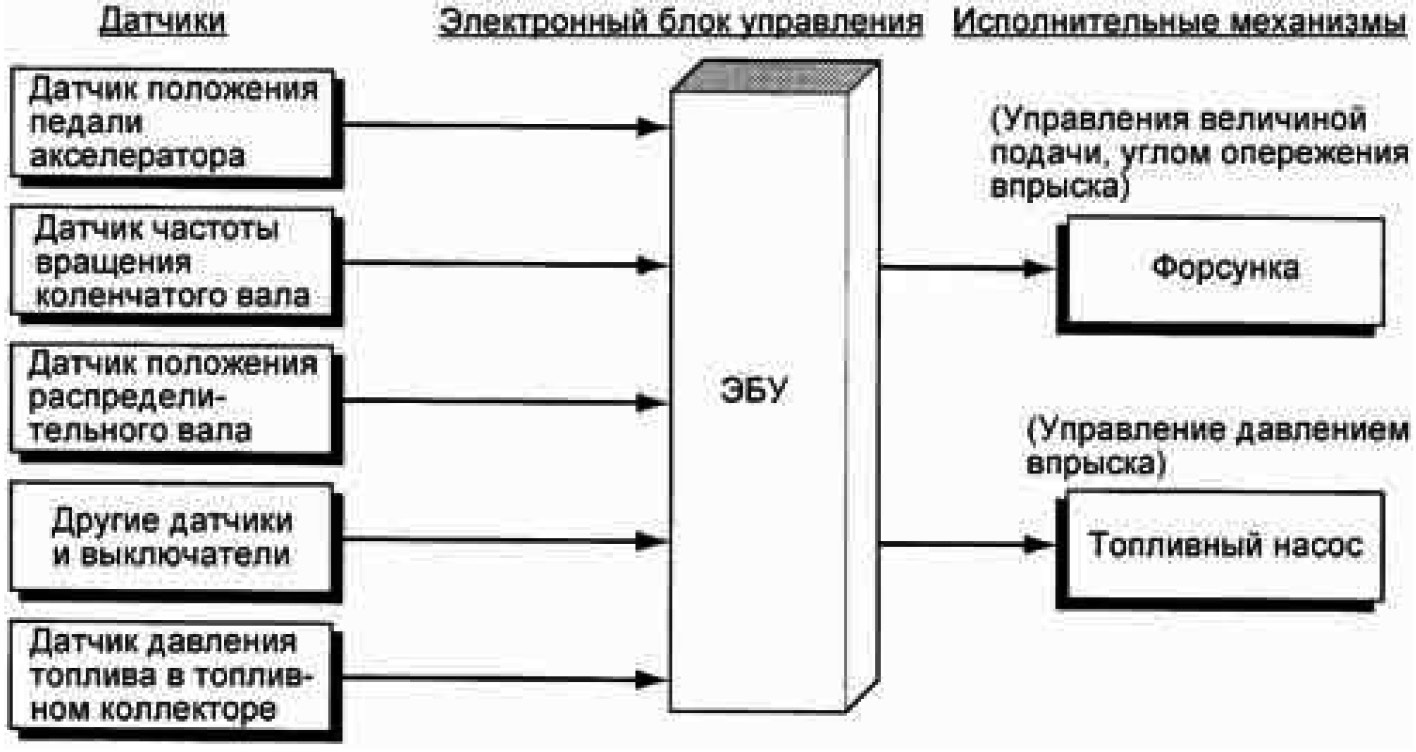 Датчики
Электронный блок управления
Исполнительные механизмы
Датчик положения
педали
акселератора
Датчик частоты
вращения
коленчатого вала
Датчик положения
распредели-
тельного вала
Другие датчики
и выключатели
Датчик давления
топлива в топлив-
ном коллекторе
ЭБУ
(Управления величиной
подачи, углом опережения
впрыска)
Форсунка
(Управление давлением
впрыска)
Топливный насос